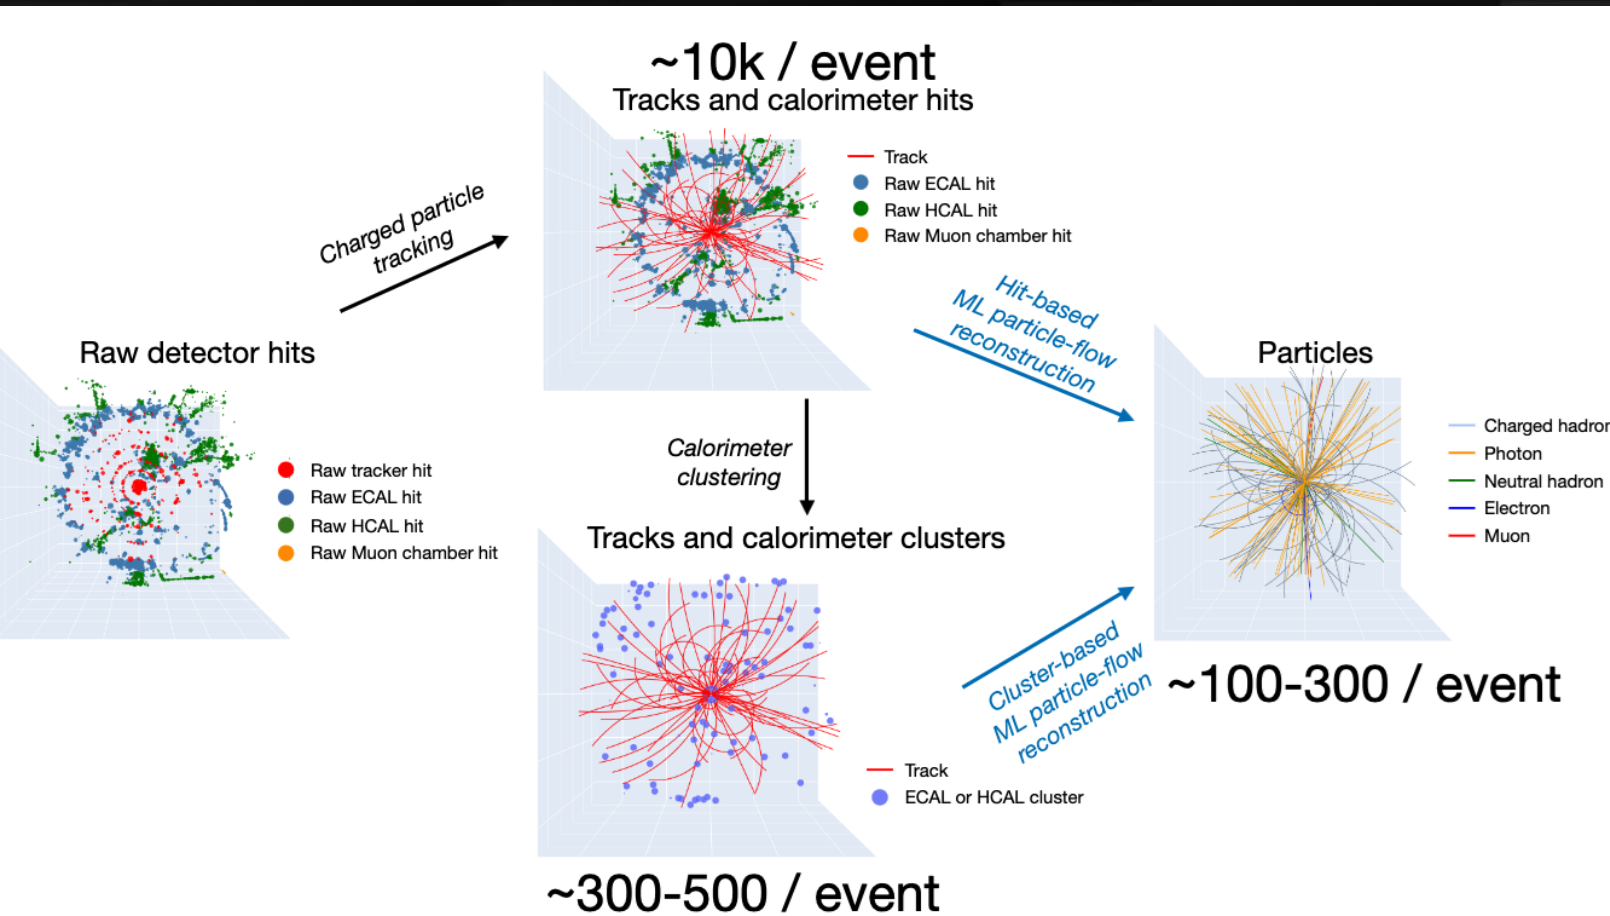 ~10k / event
Tracks and calorimeter hits
Track
Raw ECAL hit
Raw HCAL hit
Raw Muon chamber hit
Charged particle
tracking
Hit-based
ML particle-flow
reconstruction
Raw detector hits
Raw tracker hit
Raw ECAL hit
Raw HCAL hit
Raw Muon chamber hit
Calorimeter
clustering
Particles
Charged hadron
Photon
Neutral hadron
Electron
Muon
~100-300 / event
Tracks and calorimeter clusters
Track
ECAL or HCAL cluster
Cluster-based
ML particle-flow
reconstruction
~300-500 / event